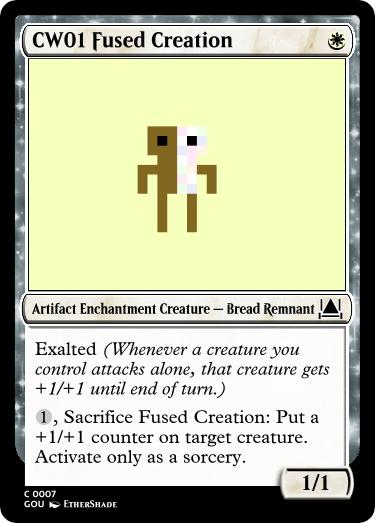 CW01 Fused Creation
Artifact Enchantment Creature — Bread Remnant
Exalted (Whenever a creature you
control attacks alone, that creature gets
+1/+1 until end of turn.)
1, Sacrifice Fused Creation: Put a
+1/+1 counter on target creature.
Activate only as a sorcery.
1/1
C 0007
GOU EtherShade